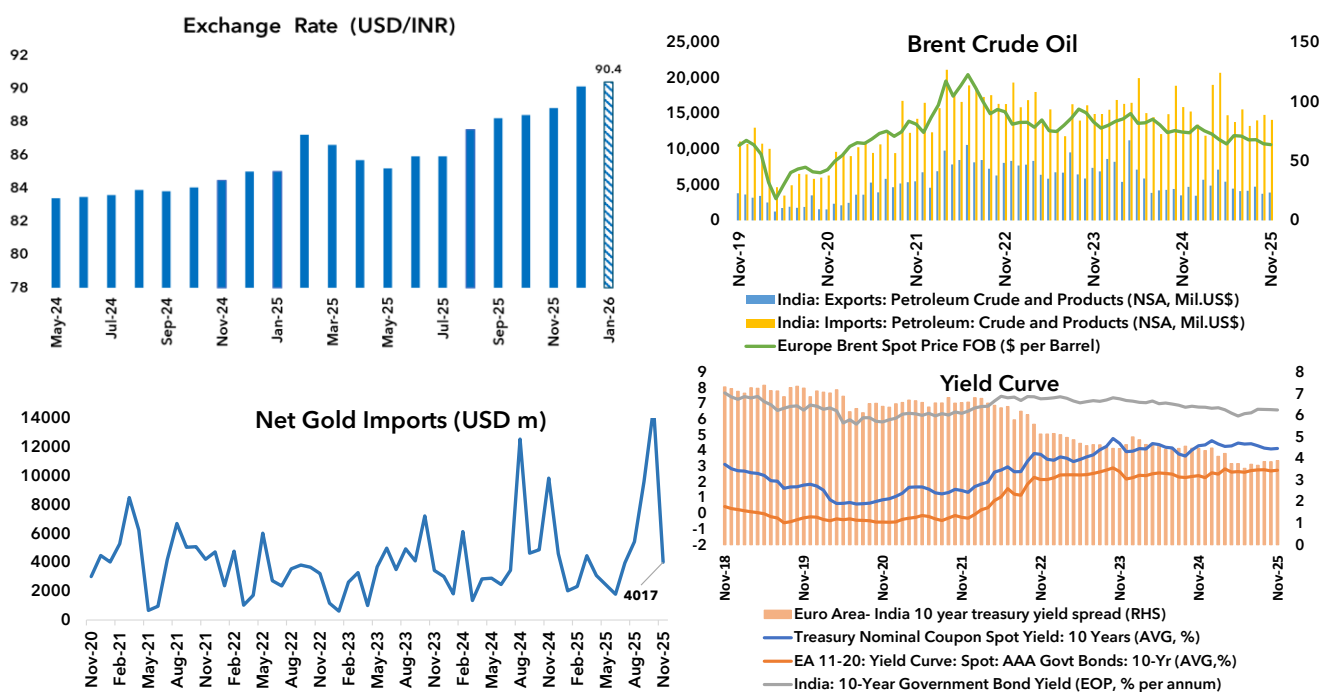 Exchange Rate (USD/INR)
92
90
88
86
84
82
80
78
90.4
May-24
Jul-24
Sep-24
Nov-24
Jan-25
Mar-25
May-25
Jul-25
Sep-25
Nov-25
Jan-26
Brent Crude Oil
25,000
20,000
15,000
10,000
5,000
0
150
100
50
0
Nov-19
Nov-20
Nov-21
Nov-22
Nov-23
Nov-24
Nov-25
India: Exports: Petroleum Crude and Products (NSA, Mil.US$)
India: Imports: Petroleum: Crude and Products (NSA, Mil.US$)
Europe Brent Spot Price FOB ($ per Barrel)
Net Gold Imports (USD m)
14000
12000
10000
8000
6000
4000
2000
0
4017
Nov-20
Feb-21
May-21
Aug-21
Nov-21
Feb-22
May-22
Aug-22
Nov-22
Feb-23
May-23
Aug-23
Nov-23
Feb-24
May-24
Aug-24
Nov-24
Feb-25
May-25
Aug-25
Nov-25
Yield Curve
9
8
7
6
5
4
3
2
1
0
-1
-2
8
7
6
5
4
3
2
1
0
Nov-18
Nov-19
Nov-20
Nov-21
Nov-22
Nov-23
Nov-24
Nov-25
Euro Area- India 10 year treasury yield spread (RHS)
Treasury Nominal Coupon Spot Yield: 10 Years (AVG, %)
EA 11-20: Yield Curve: Spot: AAA Govt Bonds: 10-Yr (AVG,%)
India: 10-Year Government Bond Yield (EOP, % per annum)